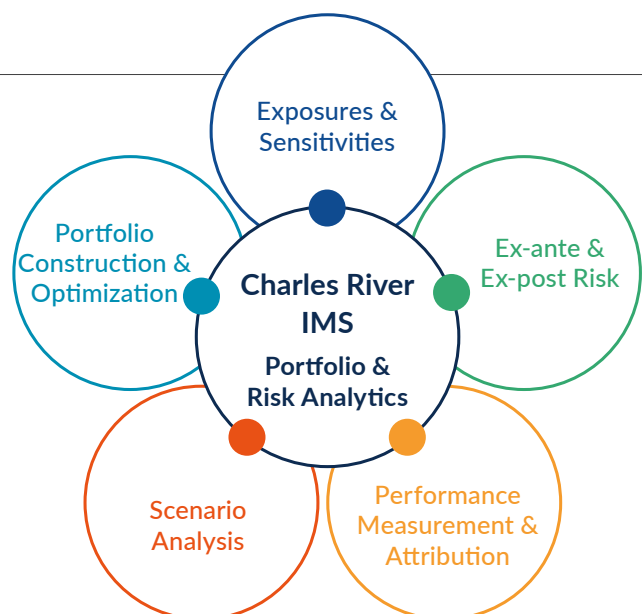 Exposures &
Sensitivities
Portfolio
Construction &
Optimization
Ex-ante &
Ex-post Risk
Charles River
IMS
Portfolio &
Risk Analytics
Scenario
Analysis
Performance
Measurement &
Attribution